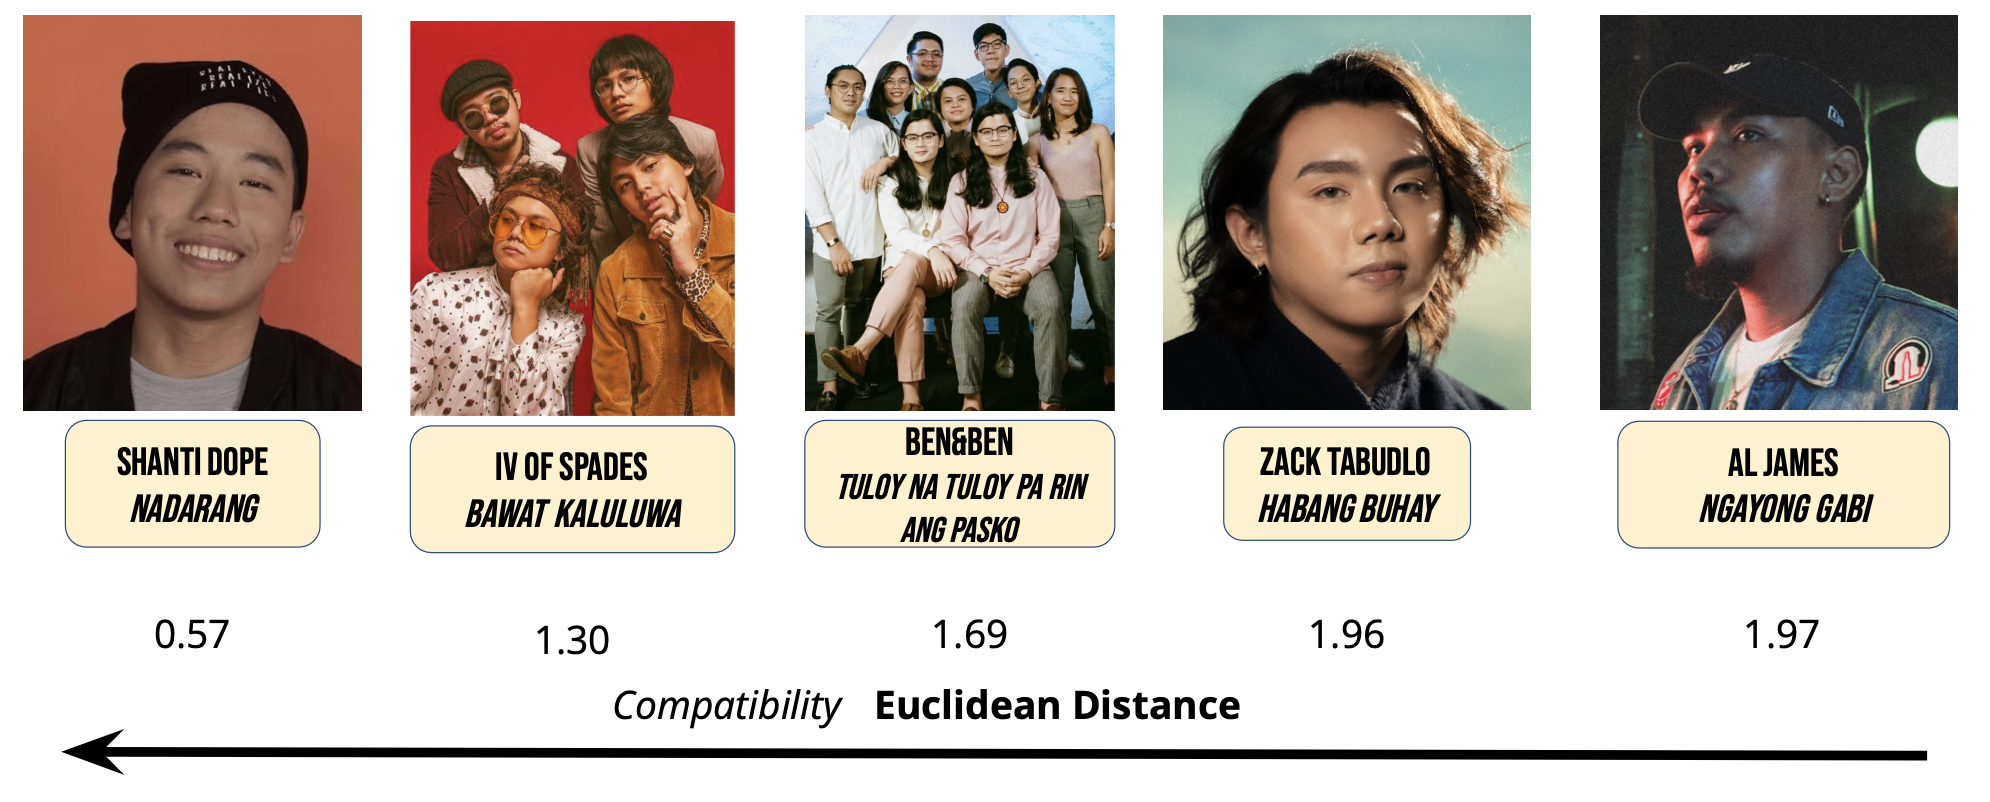 SHANTI DOPE
NADARANG
IV OF SPADES
BAWAT KALULUWA
BEN&BEN
TULOY NA TULOY PA RIN
ANG PASKO
ZACK TABUDLO
HABANG BUHAY
AL JAMES
NGAYONG GABI
0.57
1.30
1.69
1.96
1.97
Compatibility Euclidean Distance